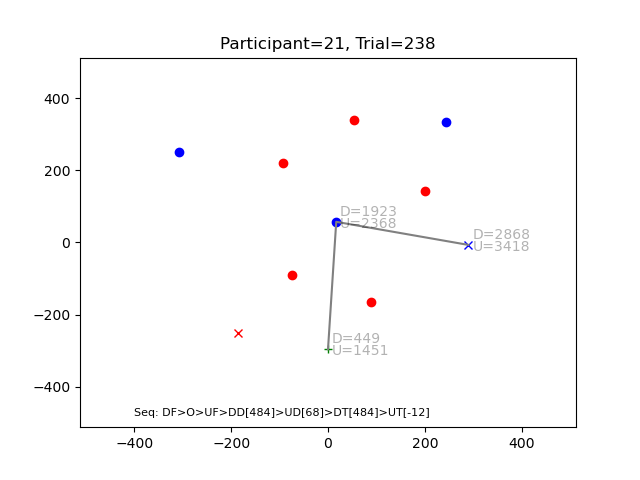 Participant=21, Trial=238
400
200
0
−200
−400
D=1923
U=2368
D=2868
U=3418
D=449
U=1451
Seq: DF>O>UF>DD[484]>UD[68]>DT[484]>UT[-12]
−400
−200
0
200
400